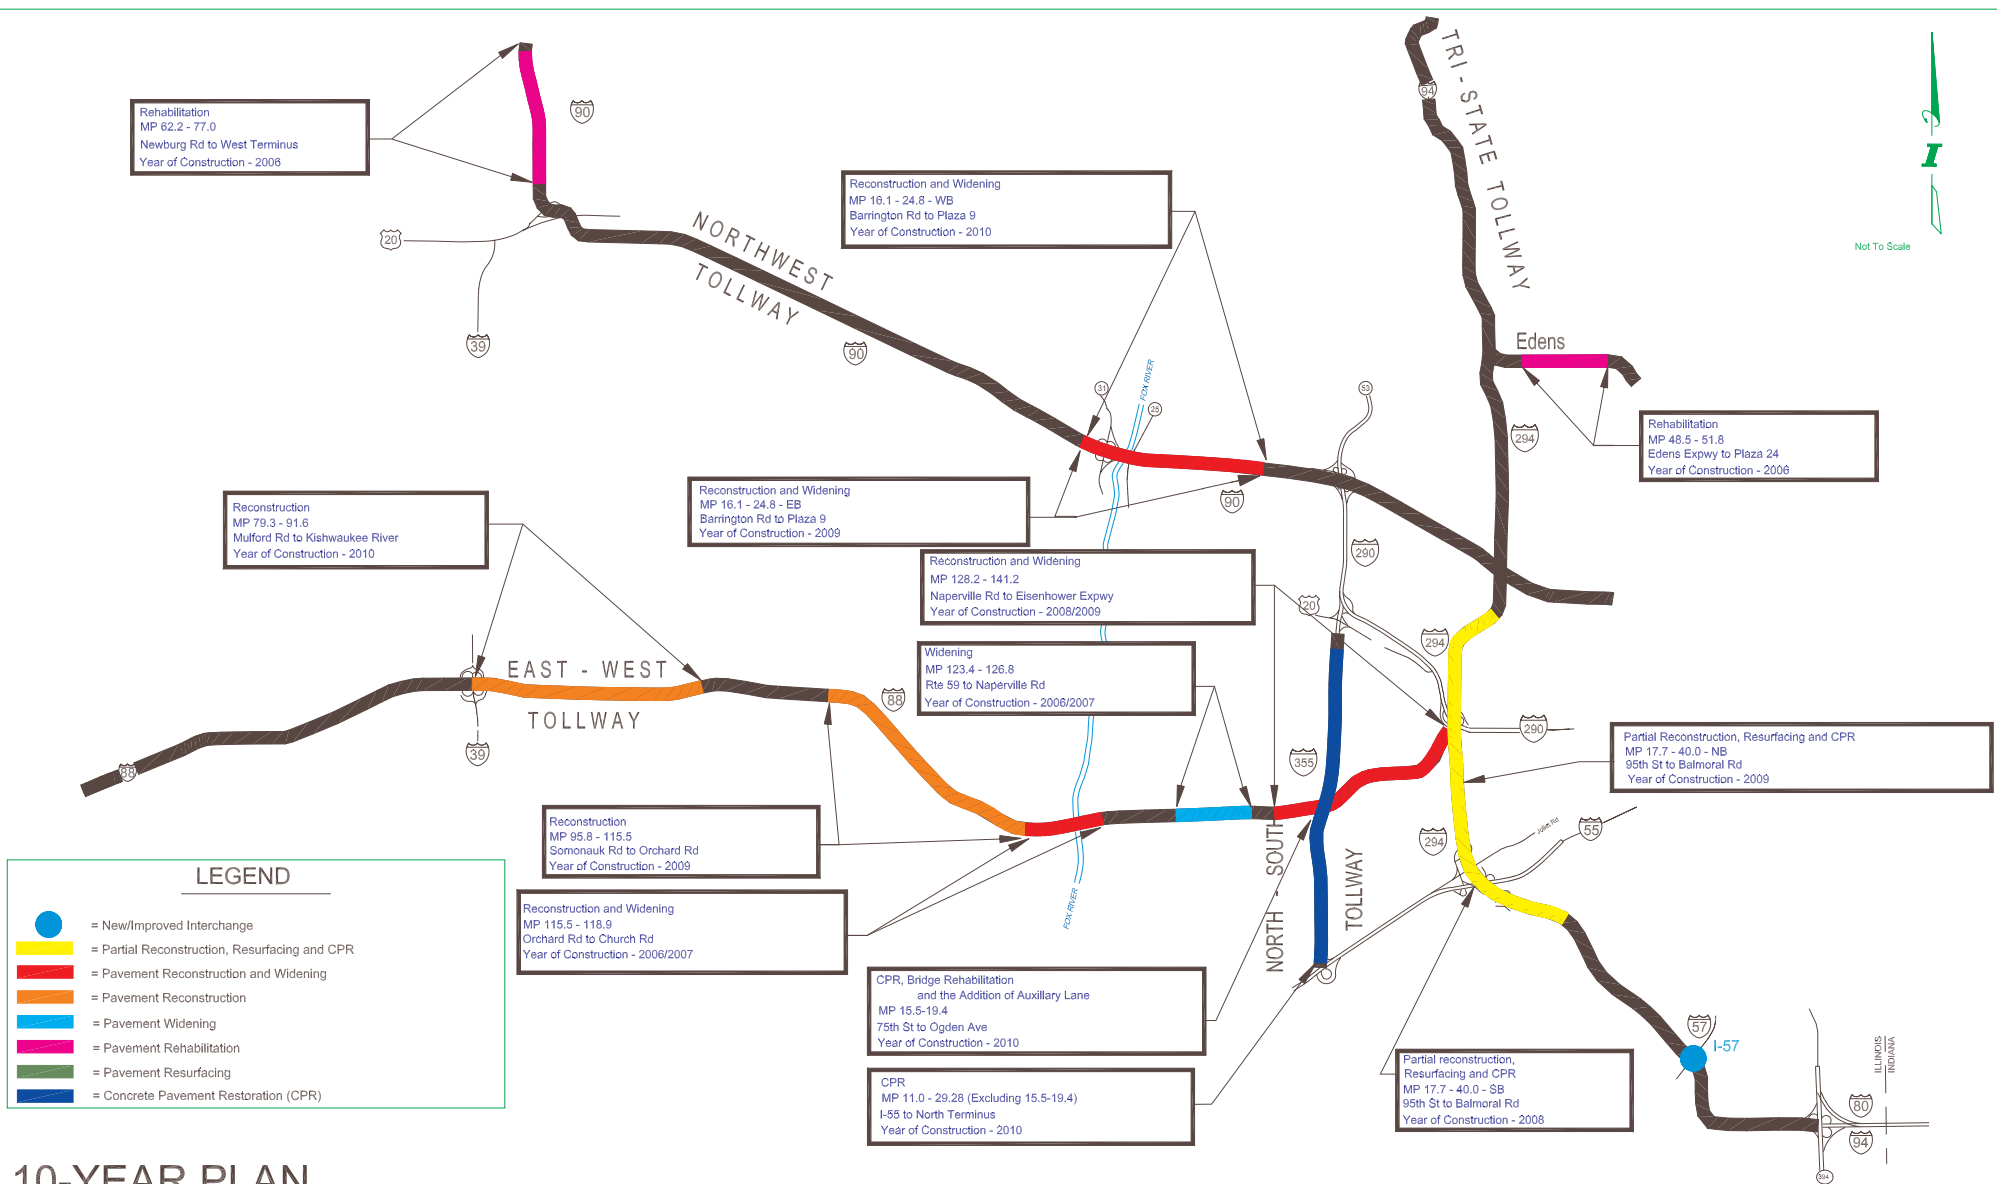 TRI - STATE TOLLWAY
94
Rehabilitation
MP 62.2 - 77.0
Newburg Rd to West Terminus
Year of Construction - 2006
90
I
Not To Scale
Reconstruction and Widening
MP 16.1 - 24.8 - WB
Barrington Rd to Plaza 9
Year of Construction - 2010
20
39
NORTHWEST
TOLLWAY
90
Edens
31
FOX RIVER
25
53
294
Rehabilitation
MP 48.5 - 51.8
Edens Expwy to Plaza 24
Year of Construction - 2006
Reconstruction and Widening
MP 16.1 - 24.8 - EB
Barrington Rd to Plaza 9
Year of Construction - 2009
90
Reconstruction
MP 79.3 - 91.6
Mulford Rd to Kishwaukee River
Year of Construction - 2010
290
Reconstruction and Widening
MP 128.2 - 141.2
Naperville Rd to Eisenhower Expwy
Year of Construction - 2008/2009
20
294
Widening
MP 123.4 - 126.8
Rte 59 to Naperville Rd
Year of Construction - 2006/2007
EAST - WEST
TOLLWAY
88
39
88
290
355
Partial Reconstruction, Resurfacing and CPR
MP 17.7 - 40.0 - NB
95th St to Balmoral Rd
Year of Construction - 2009
Reconstruction
MP 95.8 - 115.5
Somonauk Rd to Orchard Rd
Year of Construction - 2009
294
Joliet Rd
55
NORTH - SOUTH
TOLLWAY
FOX RIVER
Reconstruction and Widening
MP 115.5 - 118.9
Orchard Rd to Church Rd
Year of Construction - 2006/2007
CPR, Bridge Rehabilitation
and the Addition of Auxillary Lane
MP 15.5-19.4
75th St to Ogden Ave
Year of Construction - 2010
CPR
MP 11.0 - 29.28 (Excluding 15.5-19.4)
I-55 to North Terminus
Year of Construction - 2010
Partial reconstruction,
Resurfacing and CPR
MP 17.7 - 40.0 - SB
95th St to Balmoral Rd
Year of Construction - 2008
57
I-57
ILLINOIS
INDIANA
80
94
394
LEGEND
= New/Improved Interchange
= Partial Reconstruction, Resurfacing and CPR
= Pavement Reconstruction and Widening
= Pavement Reconstruction
= Pavement Widening
= Pavement Rehabilitation
= Pavement Resurfacing
= Concrete Pavement Restoration (CPR)
10-YEAR PLAN